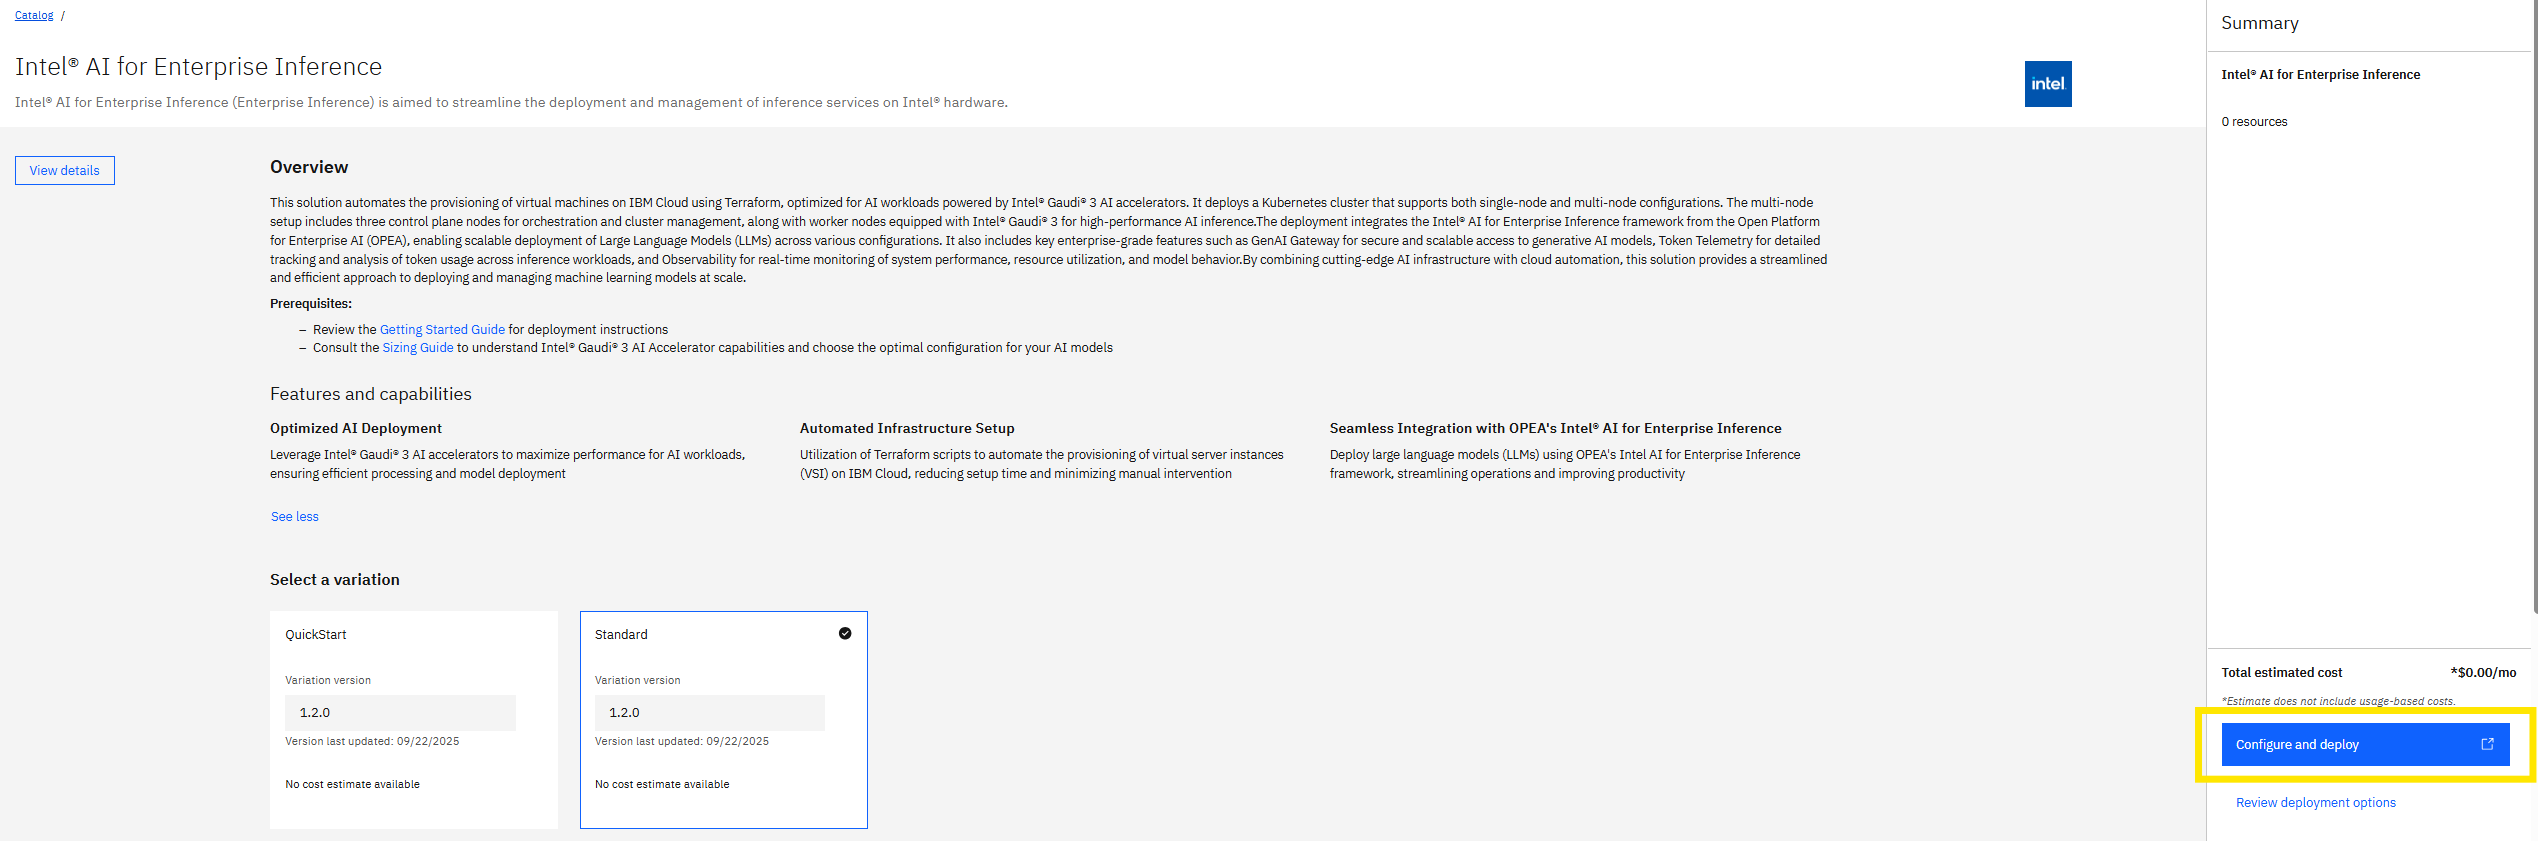 Catalog /
Intel® AI for Enterprise Inference
Intel® AI for Enterprise Inference (Enterprise Inference) is aimed to streamline the deployment and management of inference services on Intel® hardware.
intel.
View details
Overview
This solution automates the provisioning of virtual machines on IBM Cloud using Terraform, optimized for AI workloads powered by Intel® Gaudi® 3 AI accelerators. It deploys a Kubernetes cluster that supports both single-node and multi-node configurations. The multi-node
setup includes three control plane nodes for orchestration and cluster management, along with worker nodes equipped with Intel® Gaudi® 3 for high-performance AI inference.The deployment integrates the Intel® AI for Enterprise Inference framework from the Open Platform
for Enterprise AI (OPEA), enabling scalable deployment of Large Language Models (LLMs) across various configurations. It also includes key enterprise-grade features such as GenAI Gateway for secure and scalable access to generative AI models, Token Telemetry for detailed
tracking and analysis of token usage across inference workloads, and Observability for real-time monitoring of system performance, resource utilization, and model behavior.By combining cutting-edge AI infrastructure with cloud automation, this solution provides a streamlined
and efficient approach to deploying and managing machine learning models at scale.
Prerequisites:
– Review the Getting Started Guide for deployment instructions
– Consult the Sizing Guide to understand Intel® Gaudi® 3 AI Accelerator capabilities and choose the optimal configuration for your AI models
Features and capabilities
Optimized AI Deployment
Leverage Intel® Gaudi® 3 AI accelerators to maximize performance for AI workloads,
ensuring efficient processing and model deployment
Automated Infrastructure Setup
Utilization of Terraform scripts to automate the provisioning of virtual server instances
(VSI) on IBM Cloud, reducing setup time and minimizing manual intervention
Seamless Integration with OPEA's Intel® AI for Enterprise Inference
Deploy large language models (LLMs) using OPEA's Intel AI for Enterprise Inference
framework, streamlining operations and improving productivity
See less
Select a variation
QuickStart
Variation version
1.2.0
Version last updated: 09/22/2025
No cost estimate available
Standard
Variation version
1.2.0
Version last updated: 09/22/2025
No cost estimate available
Summary
Intel® AI for Enterprise Inference
0 resources
Total estimated cost *$0.00/mo
*Estimate does not include usage-based costs.
Configure and deploy
Review deployment options